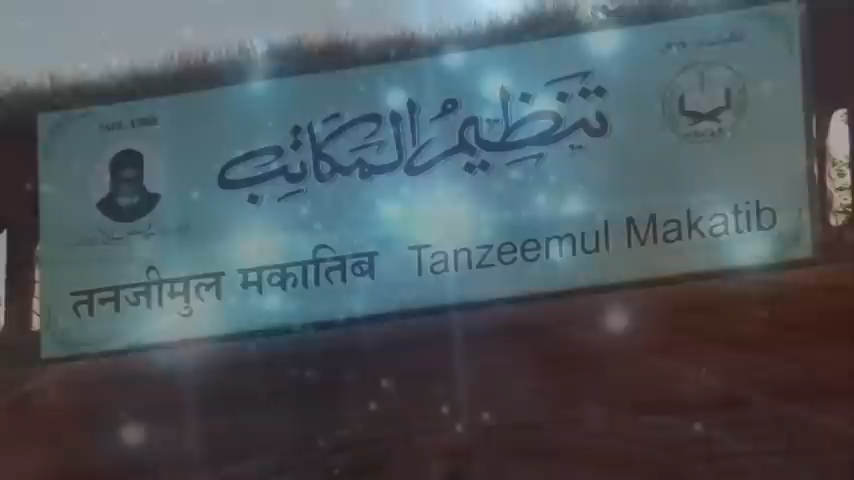 تنظیم المکاتب
तनजीमुल मकातिब Tanzeemul Makatib